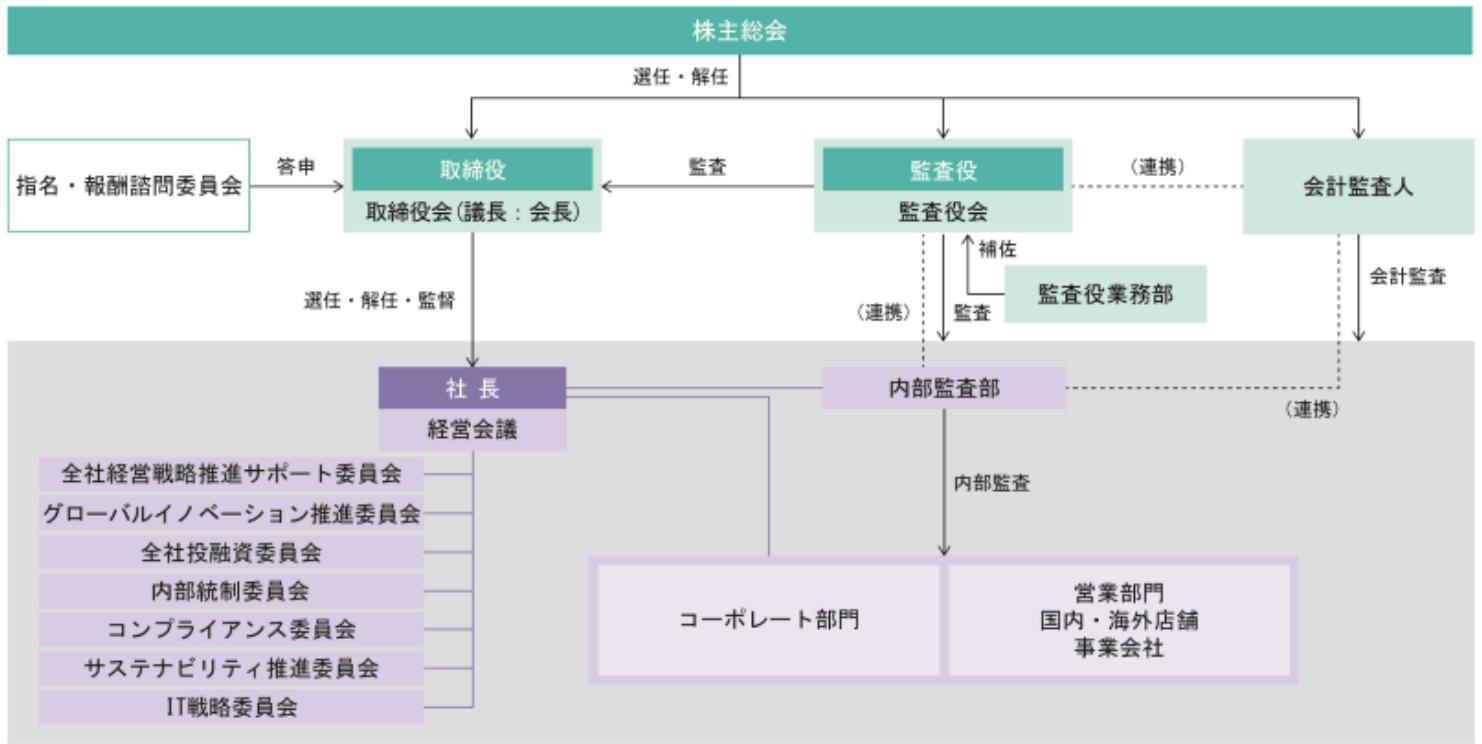 株主総会
選任・解任
指名・報酬諮問委員会
答申
取締役
取締役会(議長：会長)
監査
監査役
監査役会
(連携)
会計監査人
選任・解任・監督
(連携)
監査
補佐
監査役業務部
会計監査
社 長
経営会議
内部監査部
(連携)
全社経営戦略推進サポート委員会
グローバルイノベーション推進委員会
全社投融資委員会
内部統制委員会
コンプライアンス委員会
サステナビリティ推進委員会
IT戦略委員会
内部監査
コーポレート部門
営業部門
国内・海外店舗
事業会社